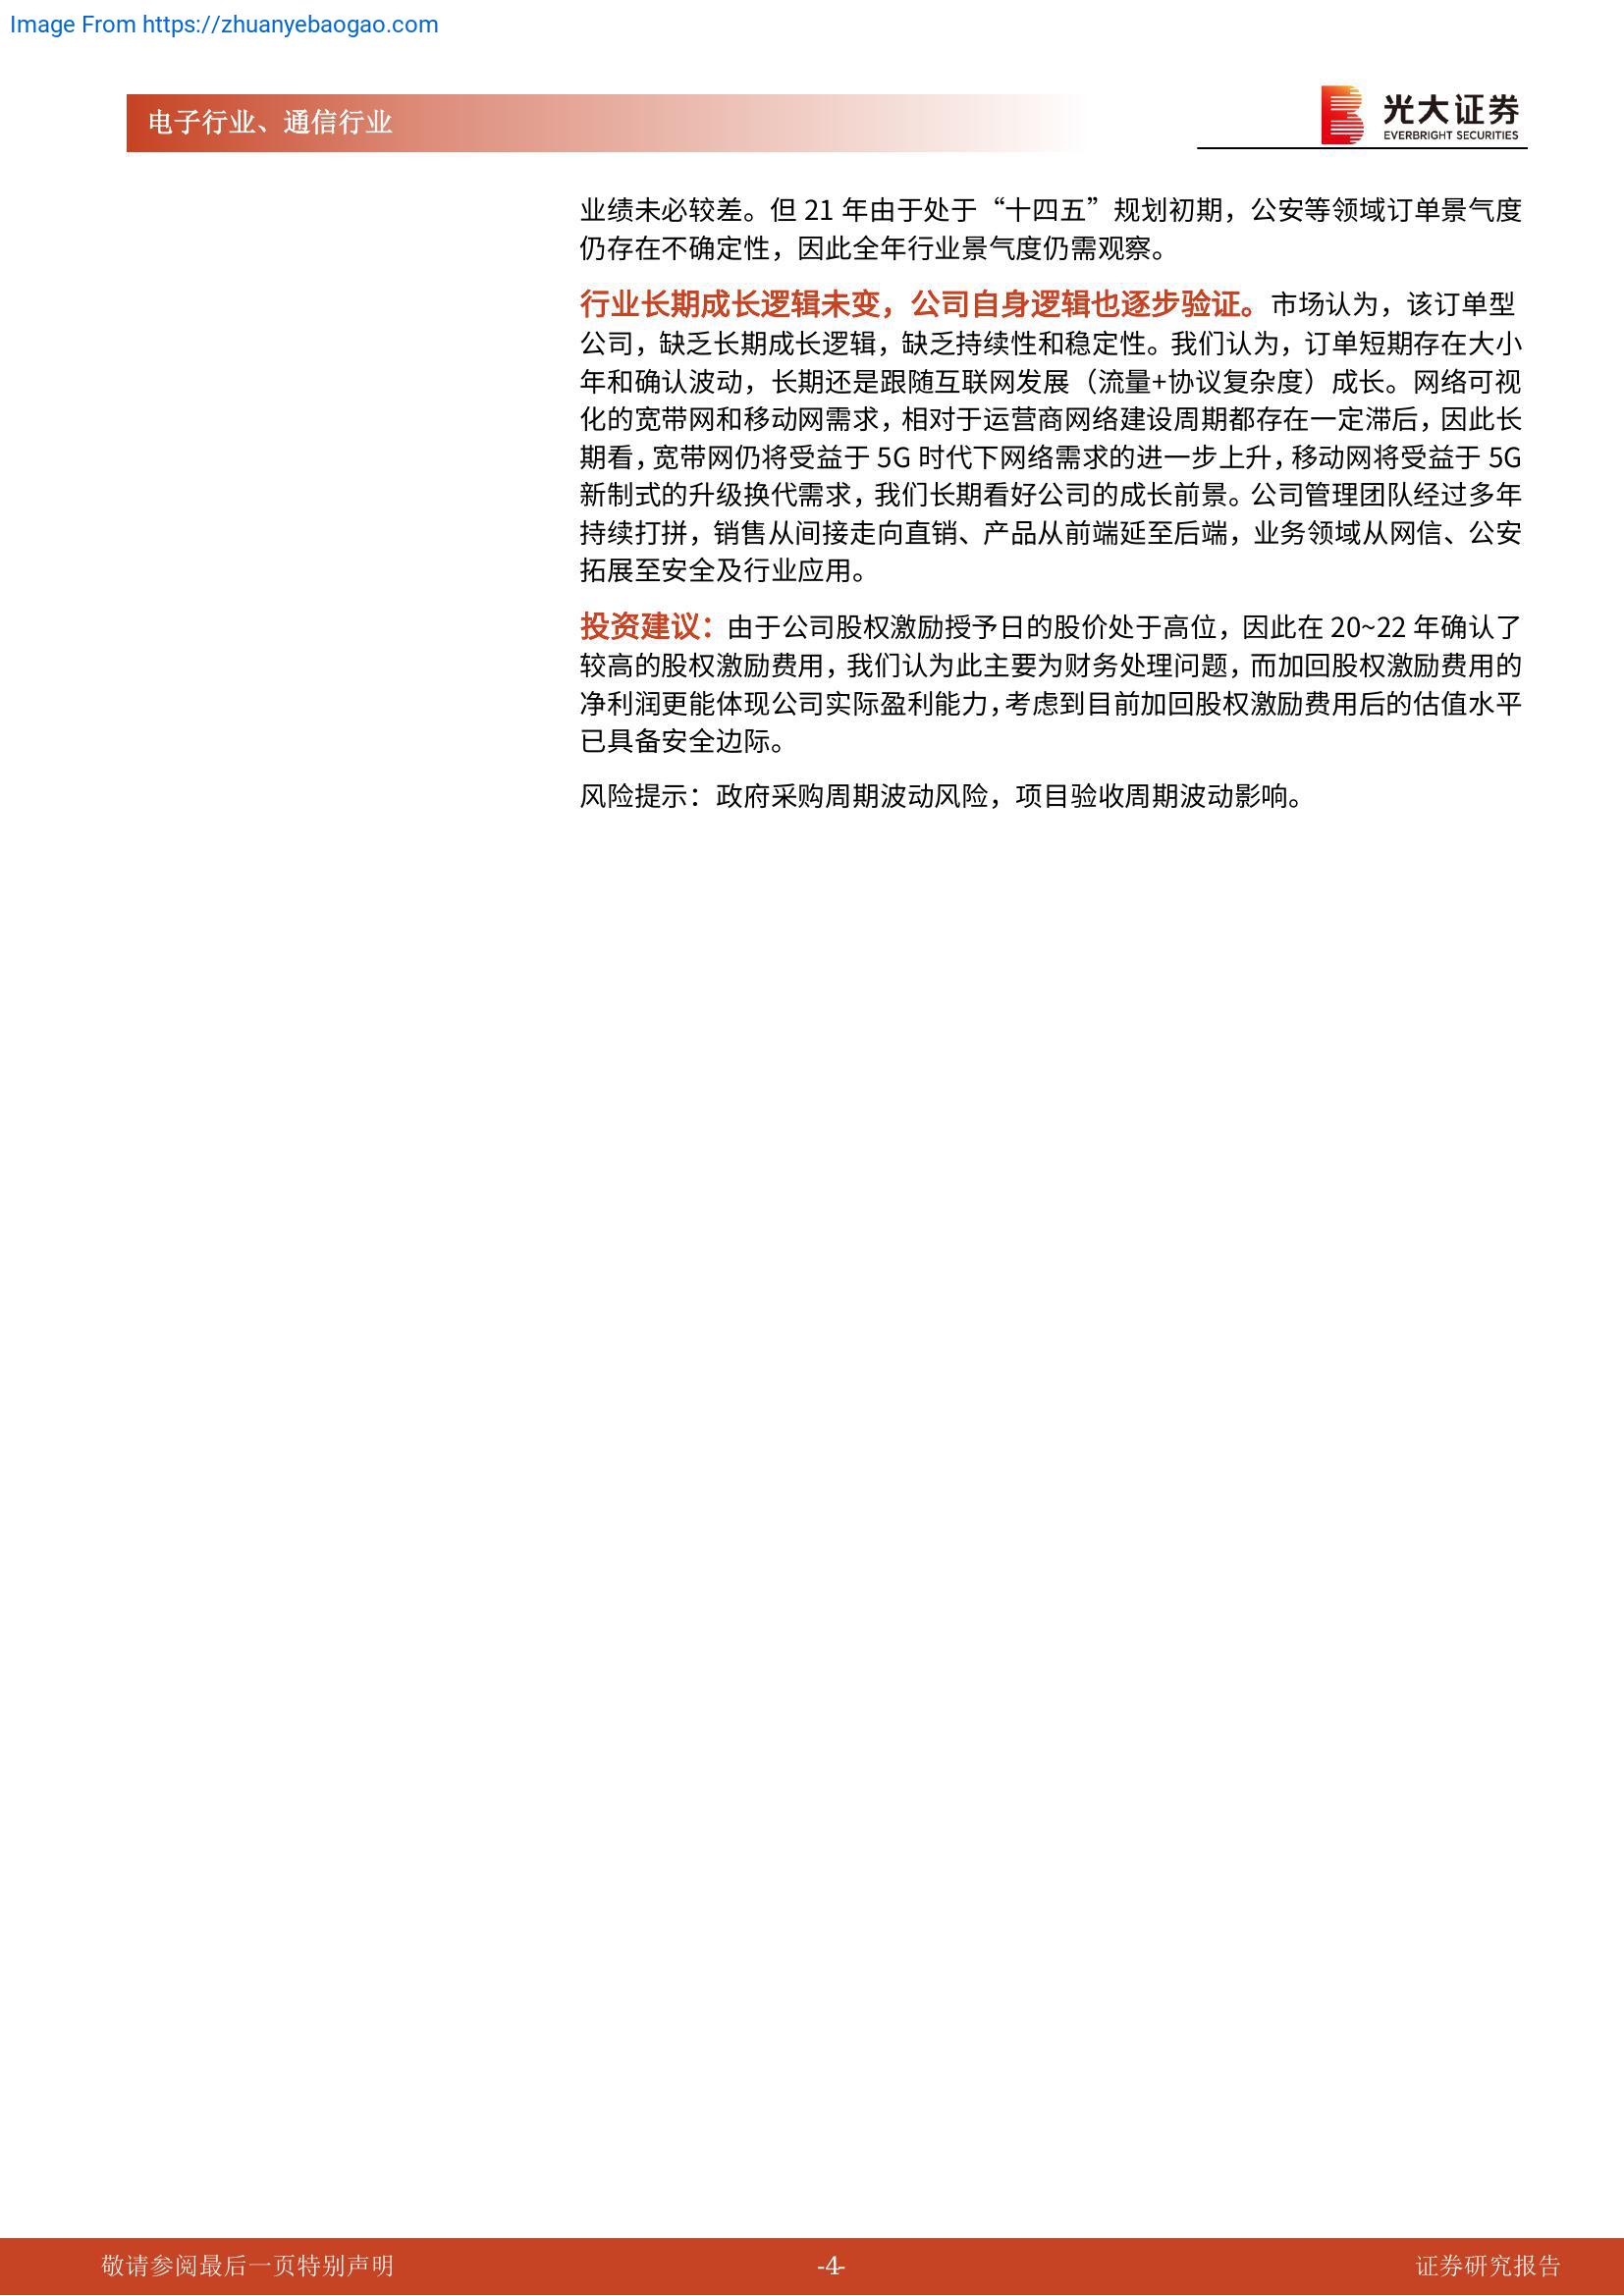 Image From https://zhuanyebaogao.com
电子行业、通信行业
光大证券
EVERBRIGHT SECURITIES
业绩未必较差。但 21 年由于处于“十四五”规划初期，公安等领域订单景气度
仍存在不确定性，因此全年行业景气度仍需观察。
行业长期成长逻辑未变，公司自身逻辑也逐步验证。市场认为，该订单型
公司，缺乏长期成长逻辑，缺乏持续性和稳定性。我们认为，订单短期存在大小
年和确认波动，长期还是跟随互联网发展（流量+协议复杂度）成长。网络可视
化的宽带网和移动网需求，相对于运营商网络建设周期都存在一定滞后，因此长
期看，宽带网仍将受益于 5G 时代下网络需求的进一步上升，移动网将受益于 5G
新制式的升级换代需求，我们长期看好公司的成长前景。公司管理团队经过多年
持续打拼，销售从间接走向直销、产品从前端延至后端，业务领域从网信、公安
拓展至安全及行业应用。
投资建议：由于公司股权激励授予日的股价处于高位，因此在 20~22 年确认了
较高的股权激励费用，我们认为此主要为财务处理问题，而加回股权激励费用的
净利润更能体现公司实际盈利能力，考虑到目前加回股权激励费用后的估值水平
已具备安全边际。
风险提示：政府采购周期波动风险，项目验收周期波动影响。
敬请参阅最后一页特别声明
-4-
证券研究报告